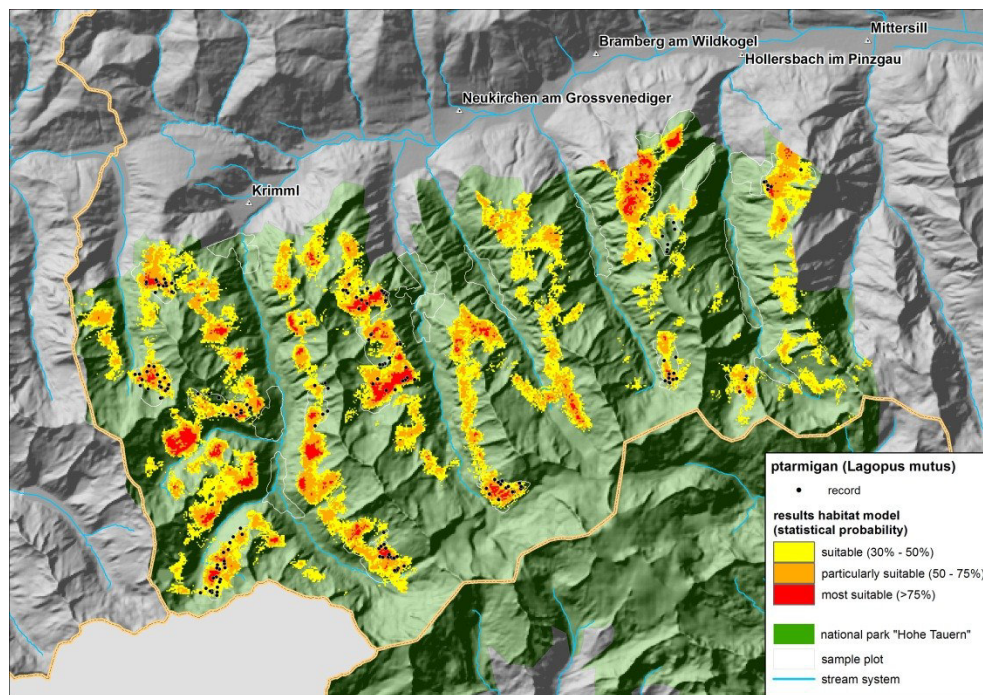 Mittersill
Bramberg am Wildkogel
Hollersbach im Pinzgau
Neukirchen am Grossvenediger
Krimml
ptarmigan (Lagopus mutus)
record
results habitat model
(statistical probability)
suitable (30% - 50%)
particularly suitable (50 - 75%)
most suitable (>75%)
national park "Hohe Tauern"
sample plot
stream system